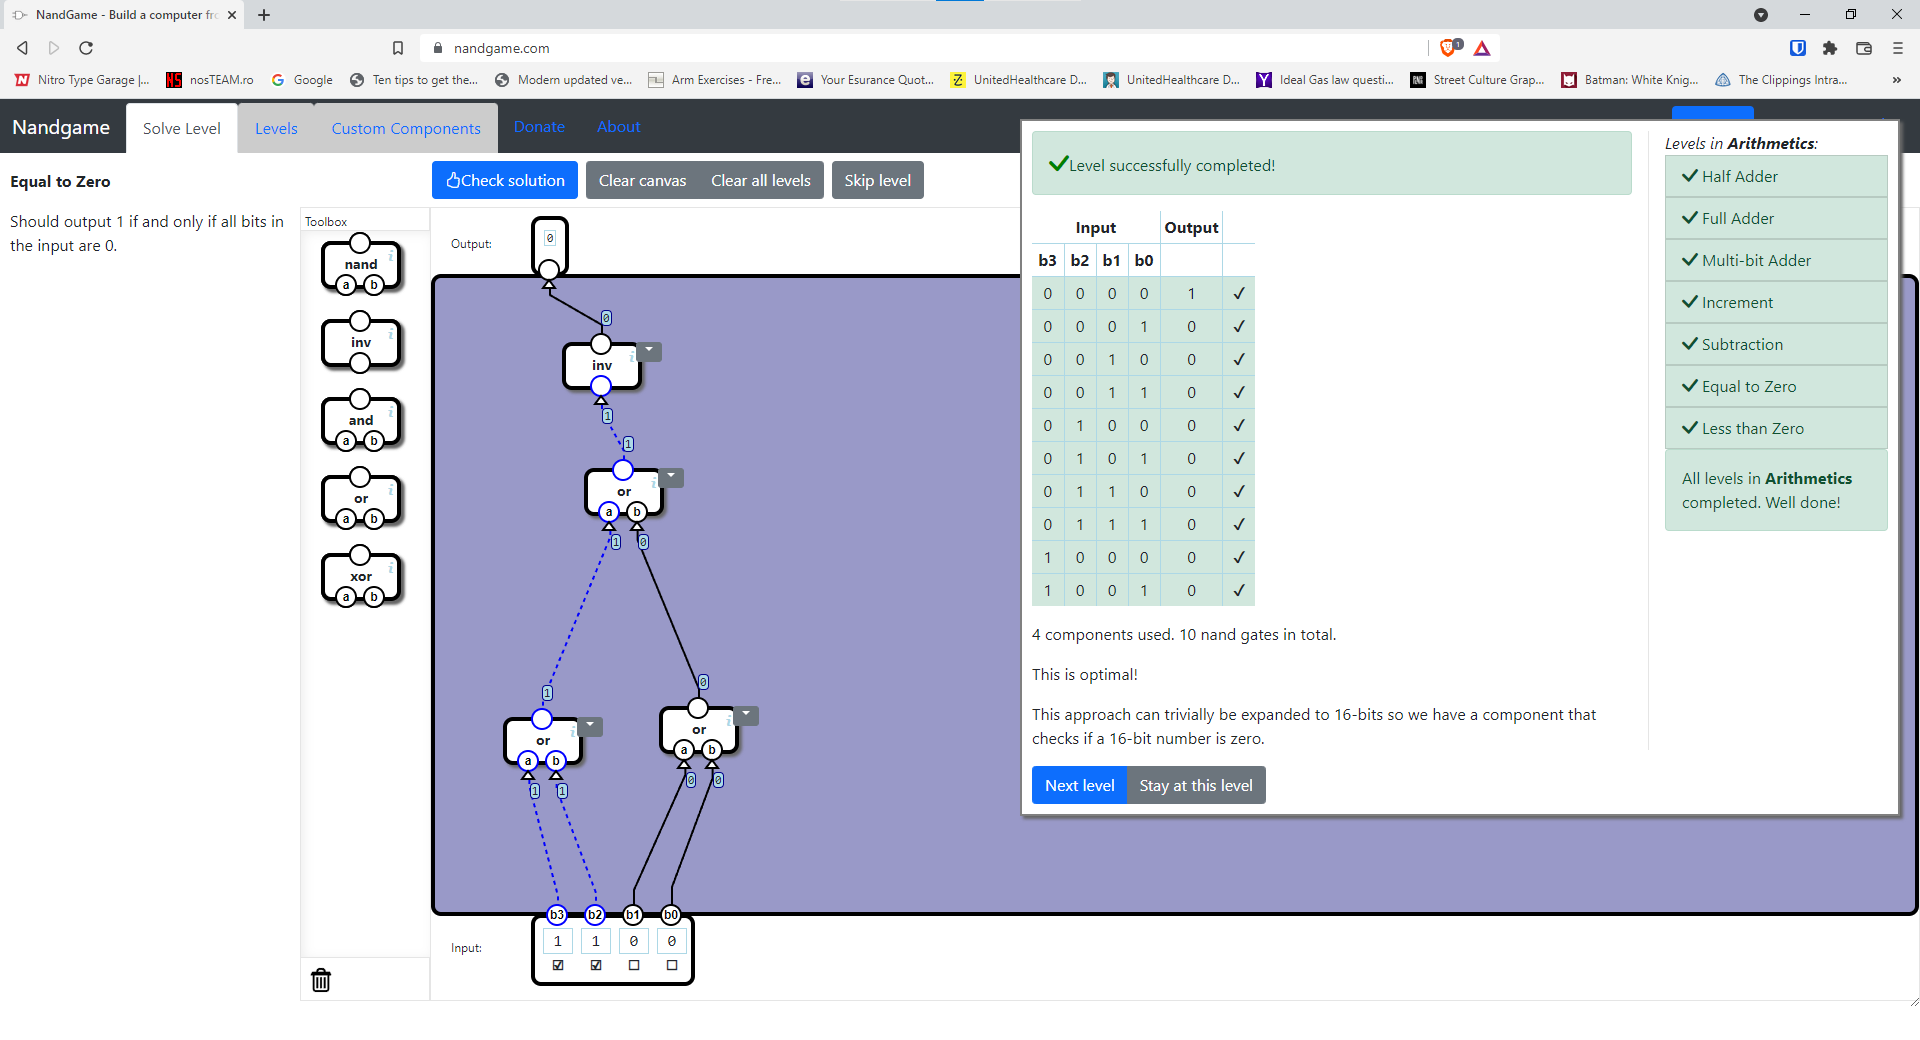 NandGame - Build a computer fr
nandgame.com
1
Nitro Type Garage |...
nosTEAM.ro
Google
Ten tips to get the...
Modern updated ve...
Arm Exercises - Fre...
Your Esurance Quot...
UnitedHealthcare D...
UnitedHealthcare D...
Ideal Gas law questi...
Street Culture Grap...
Batman: White Knig...
The Clippings Intra...
»
Nandgame
Solve Level
Levels
Custom Components
Donate
About
Equal to Zero
Should output 1 if and only if all bits in
the input are 0.
Check solution
Clear canvas
Clear all levels
Skip level
Toolbox
nand
a b
inv
and
a b
or
a b
xor
a b
Output:
0
0
inv
1
1
or
a b
1 0
1 0
or
a b
or
a b
1 1 0 0
b3 b2 b1 b0
Input:
1 1 0 0
Level successfully completed!
Input Output
b3 b2 b1 b0
0 0 0 0 1 ✓
0 0 0 1 0 ✓
0 0 1 0 0 ✓
0 0 1 1 0 ✓
0 1 0 0 0 ✓
0 1 0 1 0 ✓
0 1 1 0 0 ✓
0 1 1 1 0 ✓
1 0 0 0 0 ✓
1 0 0 1 0 ✓
4 components used. 10 nand gates in total.
This is optimal!
This approach can trivially be expanded to 16-bits so we have a component that
checks if a 16-bit number is zero.
Next level
Stay at this level
Levels in Arithmetics:
Half Adder
Full Adder
Multi-bit Adder
Increment
Subtraction
Equal to Zero
Less than Zero
All levels in Arithmetics
completed. Well done!